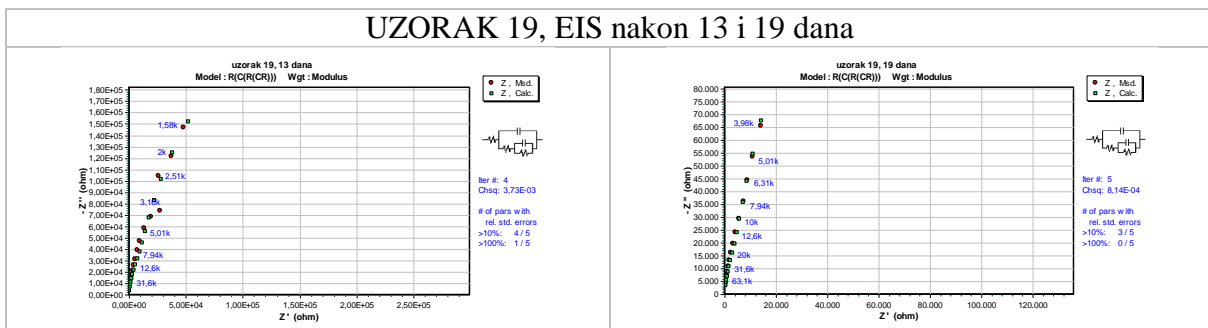 UZORAK 19, EIS nakon 13 i 19 dana
uzorak 19, 13 dana
Model : R(C(R(CR))) Wgt : Modulus
Z , Msd.
Z , Calc.
1,80E+05
1,70E+05
1,60E+05
1,50E+05
1,40E+05
1,30E+05
1,20E+05
1,10E+05
1,00E+05
9,00E+04
8,00E+04
7,00E+04
6,00E+04
5,00E+04
4,00E+04
3,00E+04
2,00E+04
1,00E+04
0,00E+00
- Z'' (ohm)
1,58k
2k
2,51k
5,01k
7,94k
12,6k
31,6k
0,00E+00 5,00E+04 1,00E+05 1,50E+05 2,00E+05 2,50E+05
Z ' (ohm)
Iter #: 4
Chsq: 3,73E-03
# of pars with
rel. std. errors
>10%: 4 / 5
>100%: 1 / 5
uzorak 19, 19 dana
Model : R(C(R(CR))) Wgt : Modulus
Z , Msd.
Z , Calc.
80.000
75.000
70.000
65.000
60.000
55.000
50.000
45.000
40.000
35.000
30.000
25.000
20.000
15.000
10.000
5.000
0
- Z'' (ohm)
3,98k
5,01k
6,31k
7,94k
10k
12,6k
20k
31,6k
63,1k
0 20.000 40.000 60.000 80.000 100.000 120.000
Z ' (ohm)
Iter #: 5
Chsq: 8,14E-04
# of pars with
rel. std. errors
>10%: 3 / 5
>100%: 0 / 5